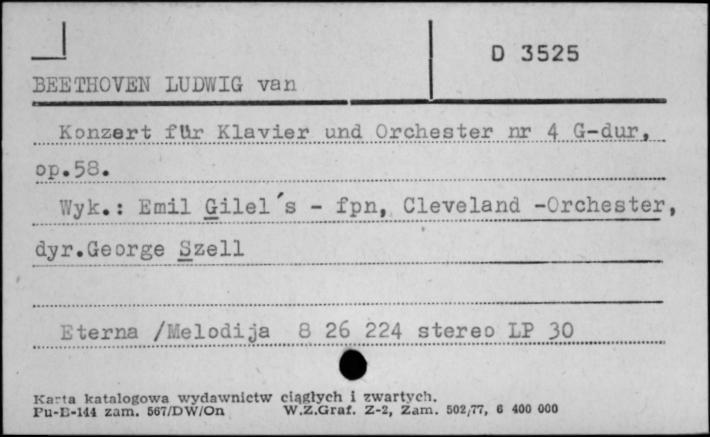 D 3525
BEETHOVEN LUDWIG van
Konzert für Klavier und Orchester nr 4 G-dur,
op.58.
Wyk.: Emil Gilel´s - fpn, Cleveland -Orchester,
dyr.George Szell
Eterna /Melodija 8 26 224 stereo LP 30
Karta katalogowa wydawnictw ciągłych i zwartych.
Pu-B-144 zam. 567/DW/On W.Z.Graf. Z-2, Zam. 502/77, 6 400 000